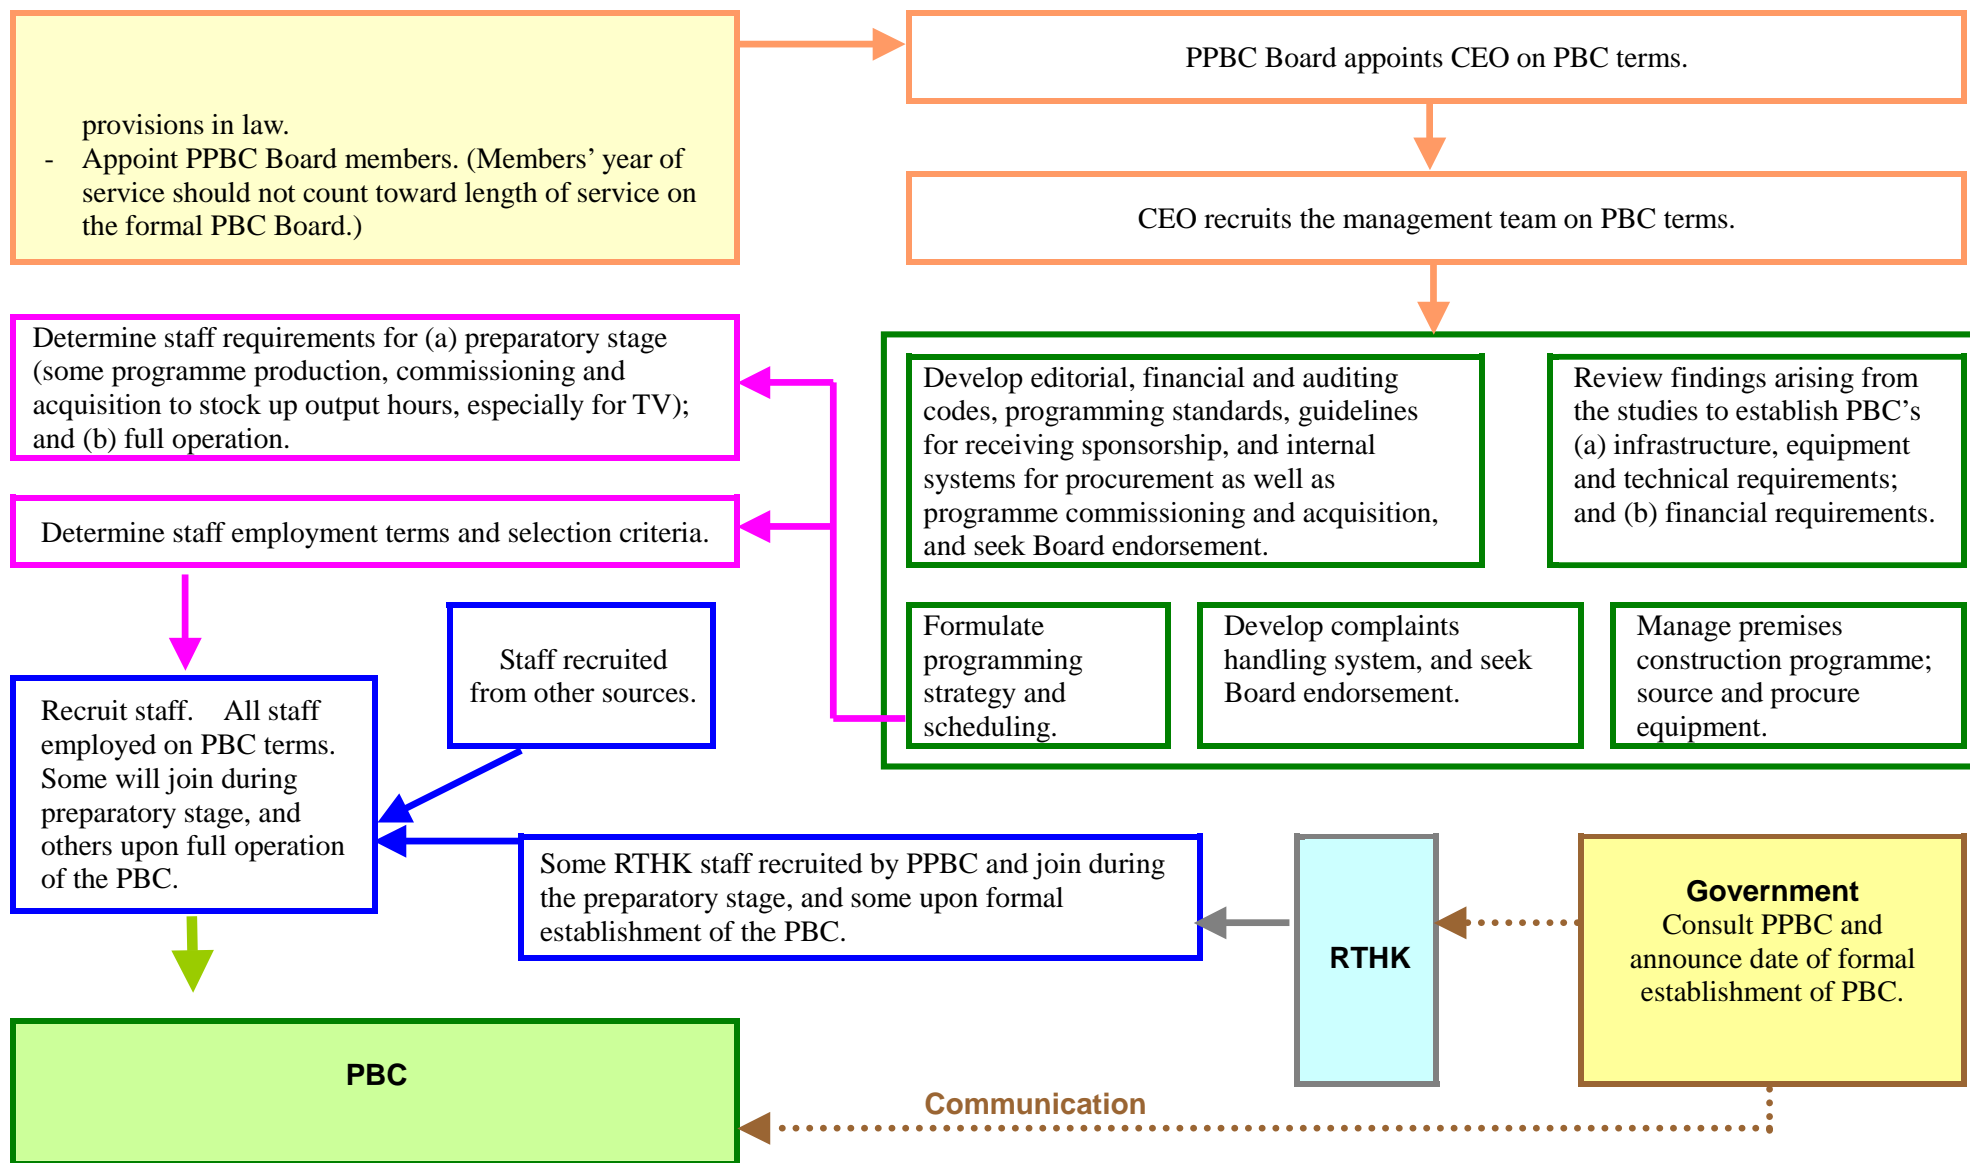 provisions in law.
- Appoint PPBC Board members. (Members’ year of
service should not count toward length of service on
the formal PBC Board.)
PPBC Board appoints CEO on PBC terms.
CEO recruits the management team on PBC terms.
Determine staff requirements for (a) preparatory stage
(some programme production, commissioning and
acquisition to stock up output hours, especially for TV);
and (b) full operation.
Determine staff employment terms and selection criteria.
Develop editorial, financial and auditing
codes, programming standards, guidelines
for receiving sponsorship, and internal
systems for procurement as well as
programme commissioning and acquisition,
and seek Board endorsement.
Review findings arising from
the studies to establish PBC’s
(a) infrastructure, equipment
and technical requirements;
and (b) financial requirements.
Formulate
programming
strategy and
scheduling.
Develop complaints
handling system, and seek
Board endorsement.
Manage premises
construction programme;
source and procure
equipment.
Staff recruited
from other sources.
Recruit staff. All staff
employed on PBC terms.
Some will join during
preparatory stage, and
others upon full operation
of the PBC.
Some RTHK staff recruited by PPBC and join during
the preparatory stage, and some upon formal
establishment of the PBC.
RTHK
Government
Consult PPBC and
announce date of formal
establishment of PBC.
PBC
Communication